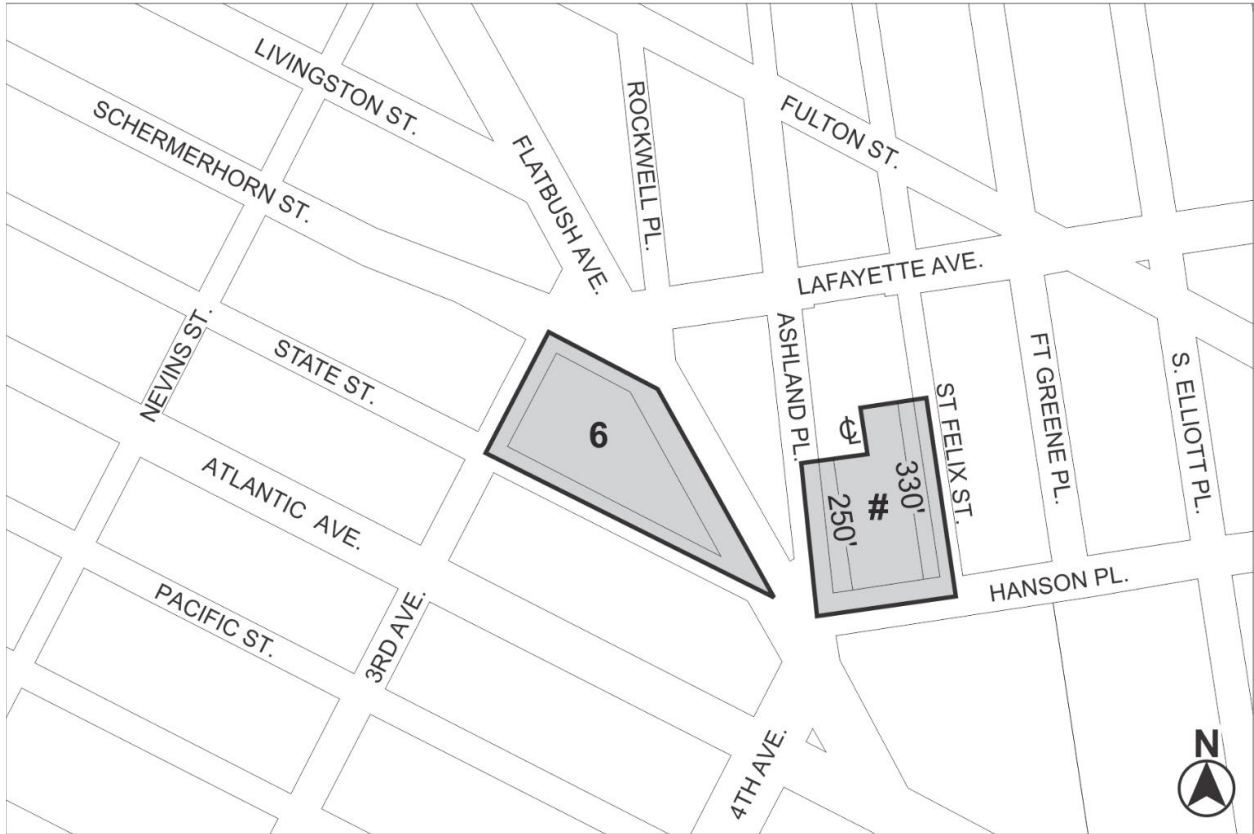 LIVINGSTON ST.
SCHERMERHORN ST.
FLATBUSH AVE.
ROCKWELL PL.
FULTON ST.
LAFAYETTE AVE.
NEVINS ST.
STATE ST.
ASHLAND PL.
ST FELIX ST.
FT GREENE PL.
S. ELLIOTT PL.
6
℄
330'
250'
#
ATLANTIC AVE.
PACIFIC ST.
3RD AVE.
HANSON PL.
4TH AVE.
N